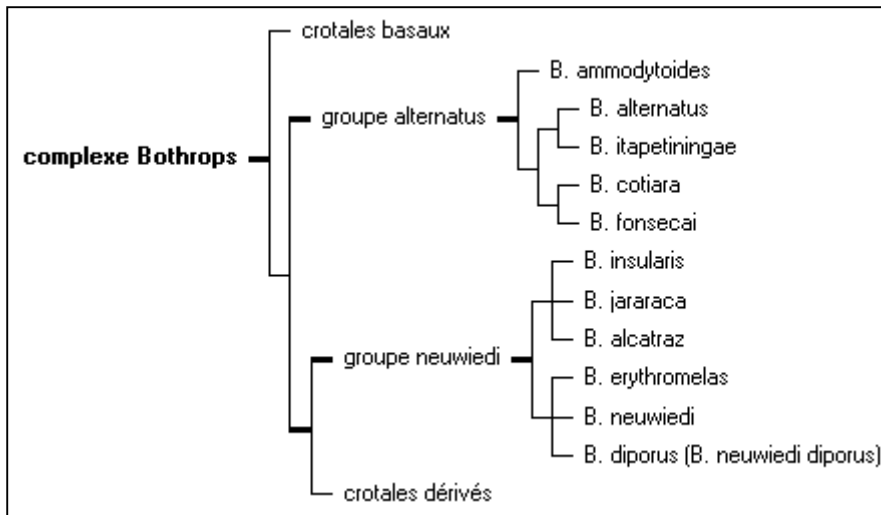 crotales basaux
B. ammodytoides
groupe alternatus
B. alternatus
complexe Bothrops
B. itapetiningae
B. cotiara
B. fonsecai
B. insularis
B. jararaca
B. alcatraz
groupe neuwiedi
B. erythromelas
B. neuwiedi
B. diporus (B. neuwiedi diporus)
crotales dérivés